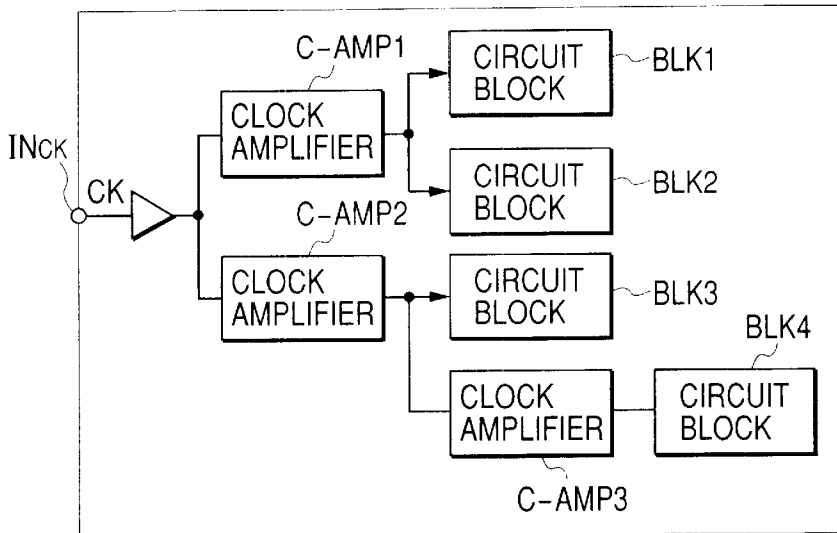 C-AMP1
CIRCUIT
BLOCK
BLK1
CLOCK
AMPLIFIER
INCK
CK
CIRCUIT
BLOCK
BLK2
C-AMP2
CLOCK
AMPLIFIER
CIRCUIT
BLOCK
BLK3
BLK4
CLOCK
AMPLIFIER
CIRCUIT
BLOCK
C-AMP3